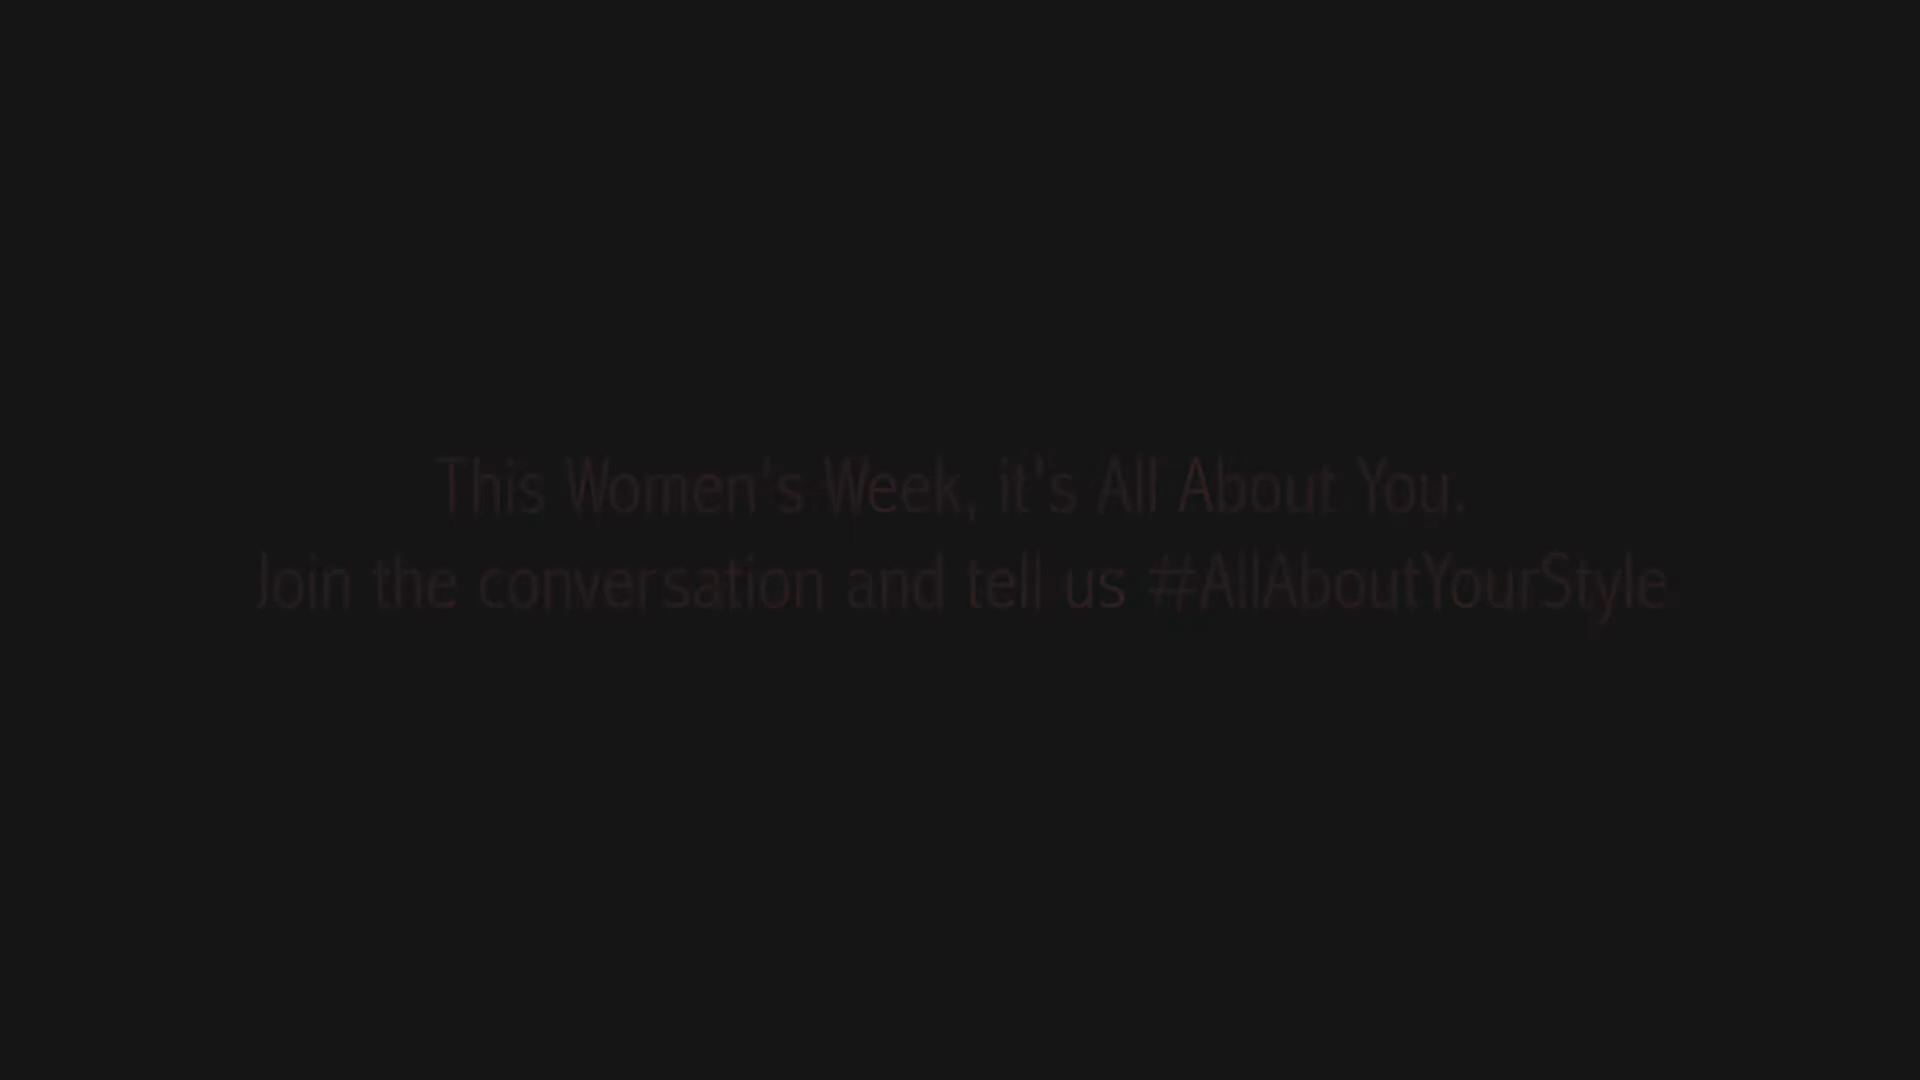 This Women's Week, it's All About You.
Join the conversation and tell us #AllAboutYourStyle